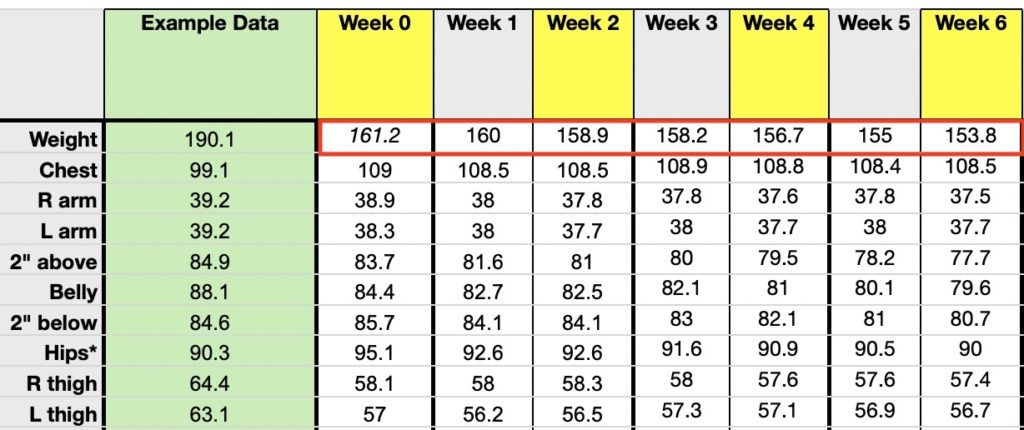 Example Data Week 0 Week 1 Week 2 Week 3 Week 4 Week 5 Week 6
Weight 190.1 161.2 160 158.9 158.2 156.7 155 153.8
Chest 99.1 109 108.5 108.5 108.9 108.8 108.4 108.5
R arm 39.2 38.9 38 37.8 37.8 37.6 37.8 37.5
L arm 39.2 38.3 38 37.7 38 37.7 38 37.7
2" above 84.9 83.7 81.6 81 80 79.5 78.2 77.7
Belly 88.1 84.4 82.7 82.5 82.1 81 80.1 79.6
2" below 84.6 85.7 84.1 84.1 83 82.1 81 80.7
Hips* 90.3 95.1 92.6 92.6 91.6 90.9 90.5 90
R thigh 64.4 58.1 58 58.3 58 57.6 57.6 57.4
L thigh 63.1 57 56.2 56.5 57.3 57.1 56.9 56.7